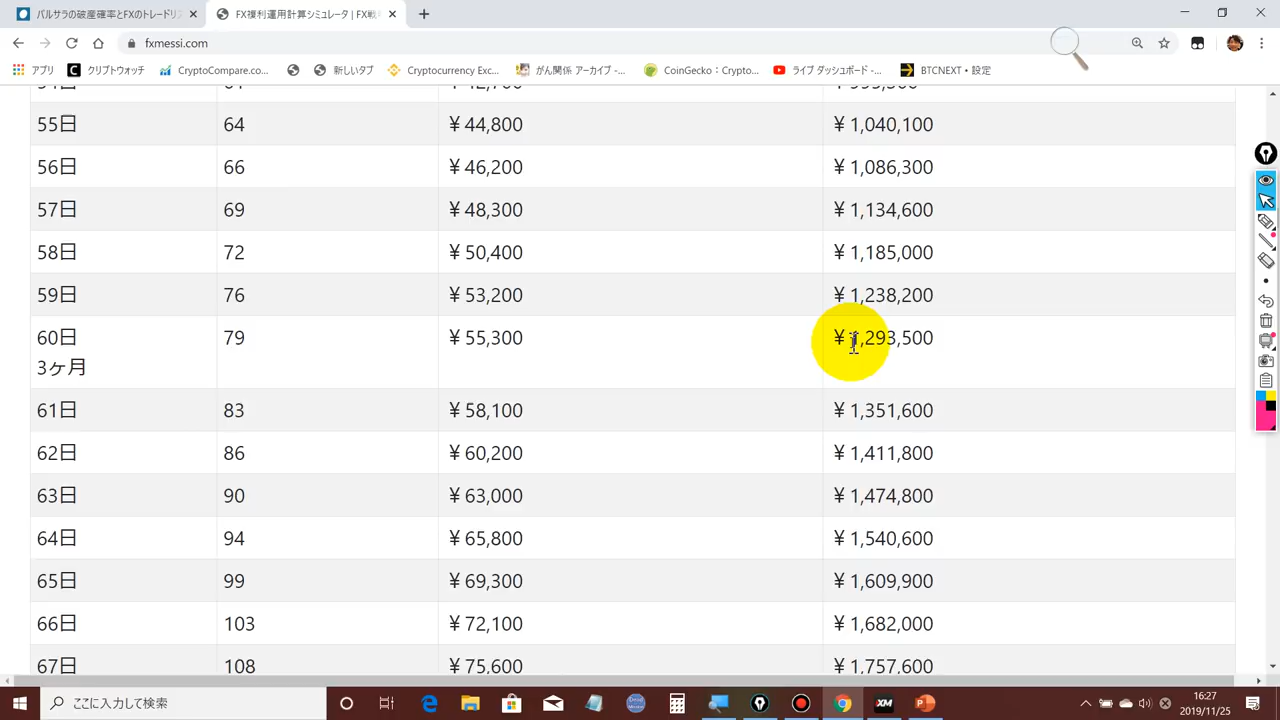 バルサラの破産確率とFXのトレードリス
FX複利運用計算シミュレータ | FX戦
fxmessi.com
アプリ
クリプトウォッチ
CryptoCompare.co...
新しいタブ
Cryptocurrency Exc...
がん関係 アーカイブ -...
CoinGecko：Crypto...
ライブ ダッシュボード -...
BTCNEXT • 設定
55日 64 ¥44,800 ¥1,040,100
56日 66 ¥46,200 ¥1,086,300
57日 69 ¥48,300 ¥1,134,600
58日 72 ¥50,400 ¥1,185,000
59日 76 ¥53,200 ¥1,238,200
60日 79 ¥55,300 ¥1,293,500
3ヶ月
61日 83 ¥58,100 ¥1,351,600
62日 86 ¥60,200 ¥1,411,800
63日 90 ¥63,000 ¥1,474,800
64日 94 ¥65,800 ¥1,540,600
65日 99 ¥69,300 ¥1,609,900
66日 103 ¥72,100 ¥1,682,000
67日 108 ¥75,600 ¥1,757,600
ここに入力して検索
XM
16:27
2019/11/25